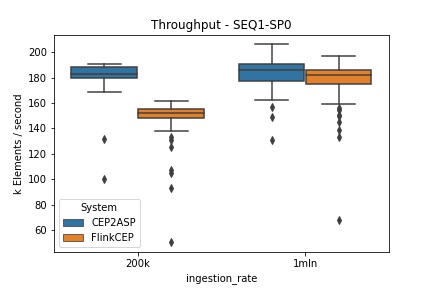 Throughput - SEQ1-SP0
k Elements / second
200
180
160
140
120
100
80
60
System
CEP2ASP
FlinkCEP
200k
1mln
ingestion_rate